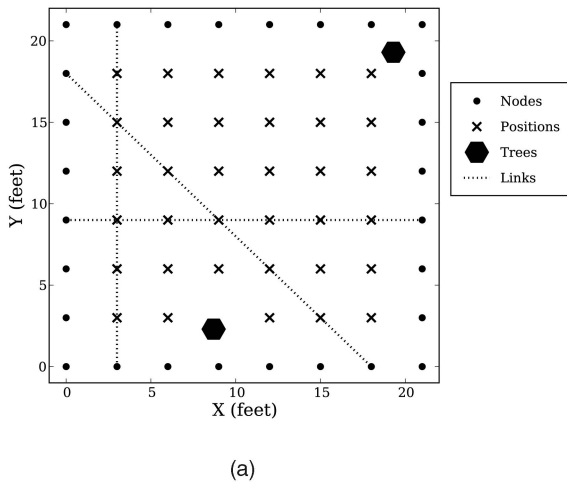 20
15
10
5
0
Y (feet)
0 5 10 15 20
X (feet)
Nodes
Positions
Trees
Links
(a)